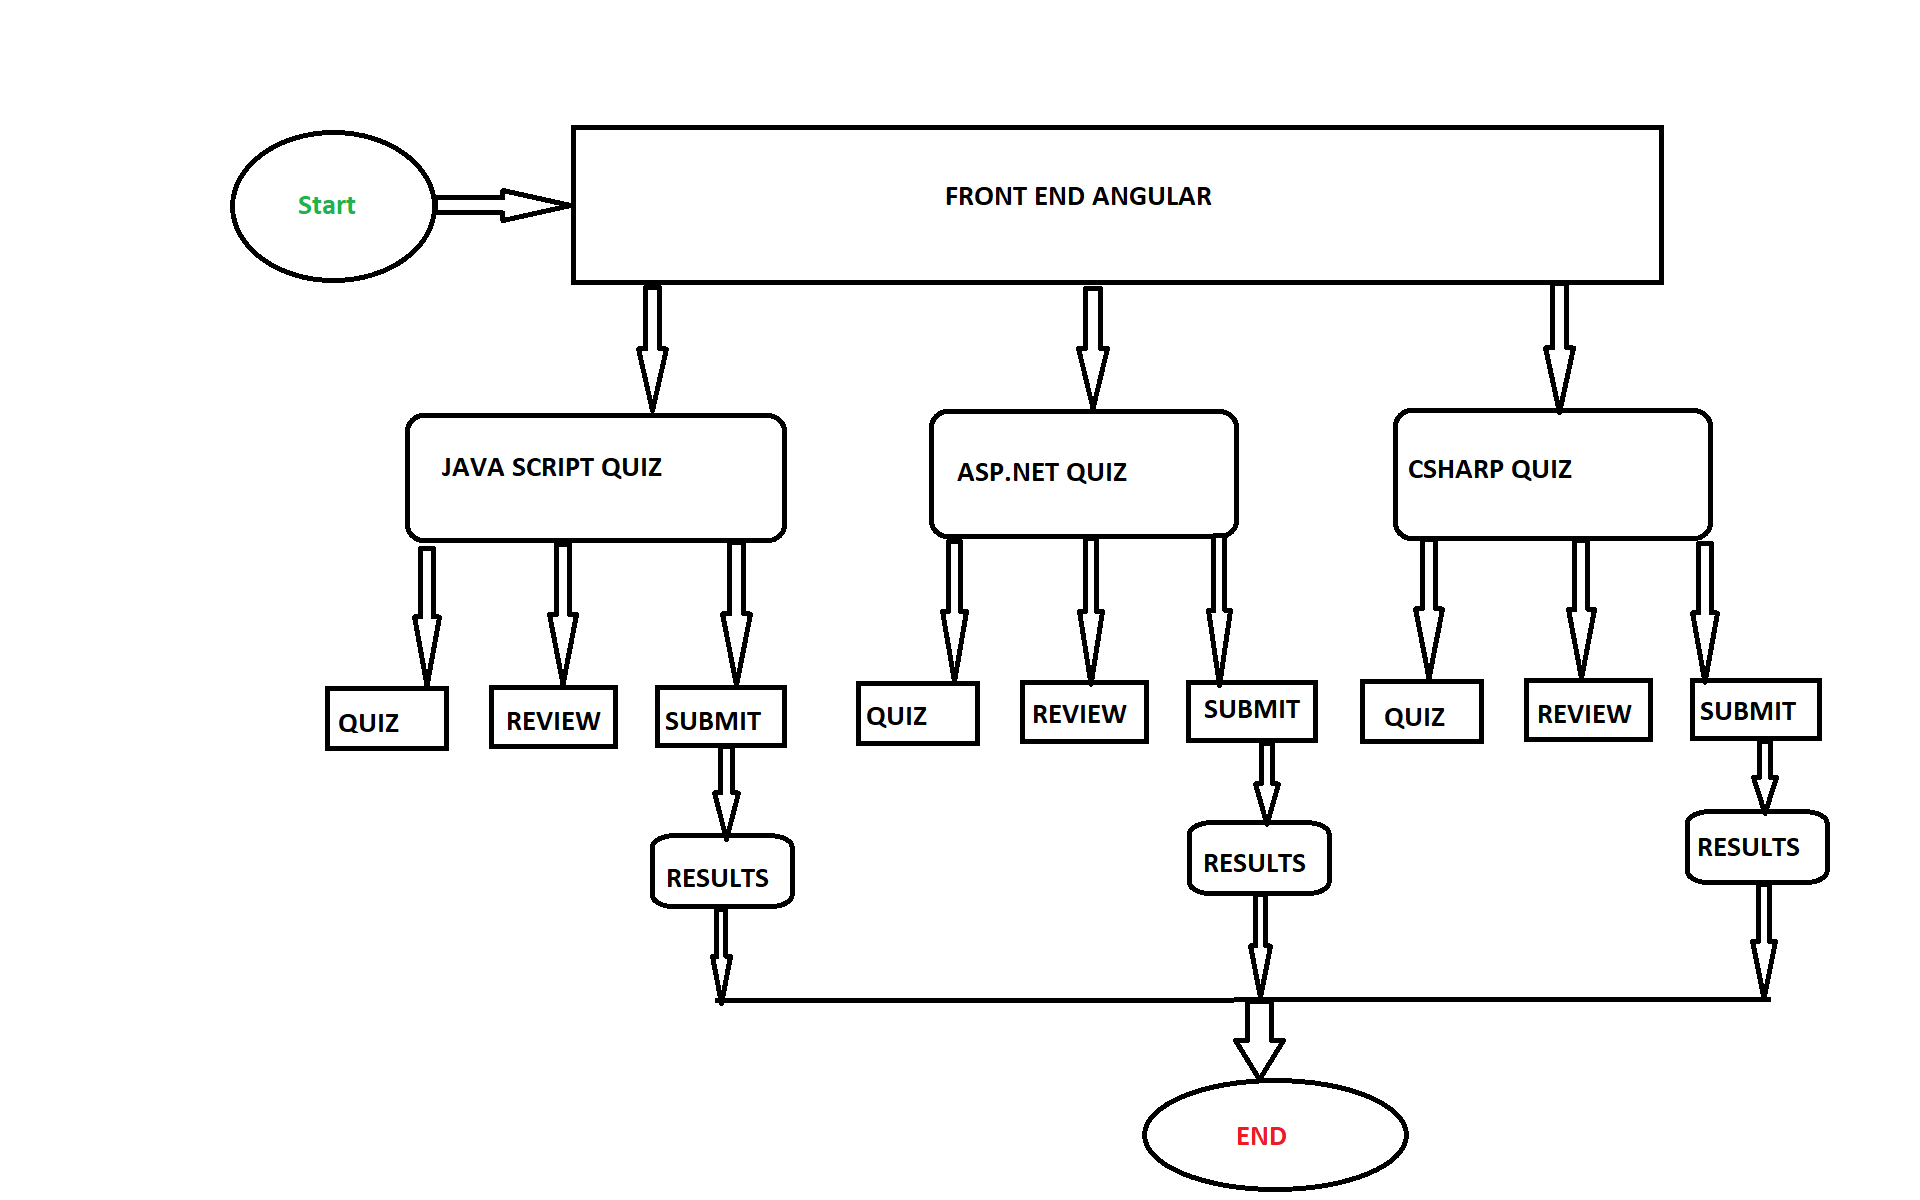 Start
FRONT END ANGULAR
JAVA SCRIPT QUIZ
ASP.NET QUIZ
CSHARP QUIZ
QUIZ
REVIEW
SUBMIT
QUIZ
REVIEW
SUBMIT
QUIZ
REVIEW
SUBMIT
RESULTS
RESULTS
RESULTS
END